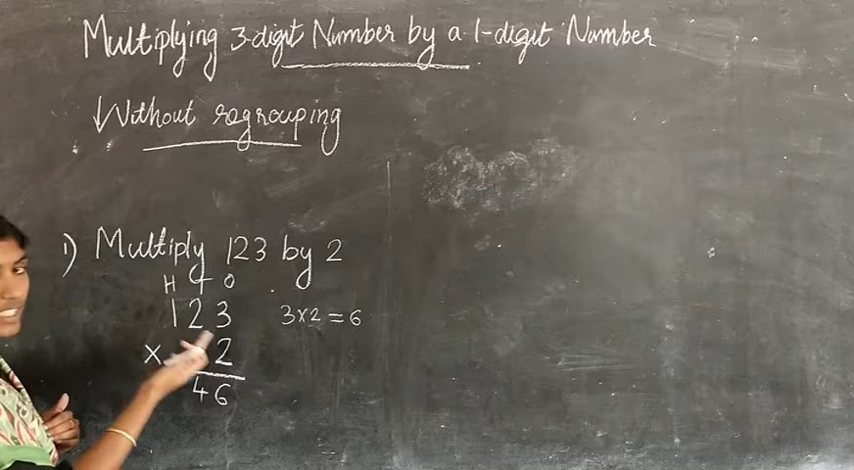 Multiplying 3-digit Number by a 1-digit Number
Without regrouping
1) Multiply 123 by 2
H T O
123 3x2=6
x 2
46